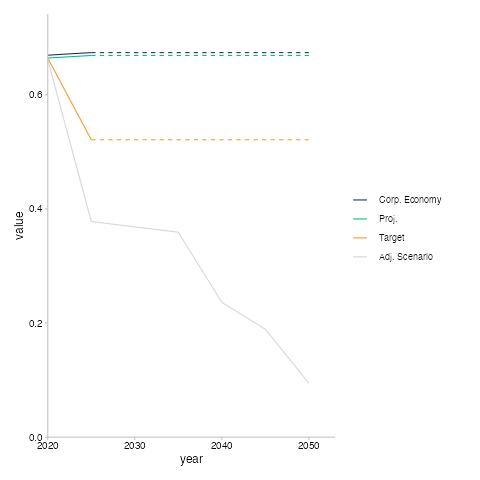 value
0.6
0.4
0.2
0.0
2020 2030 2040 2050
year
Corp. Economy
Proj.
Target
Adj. Scenario